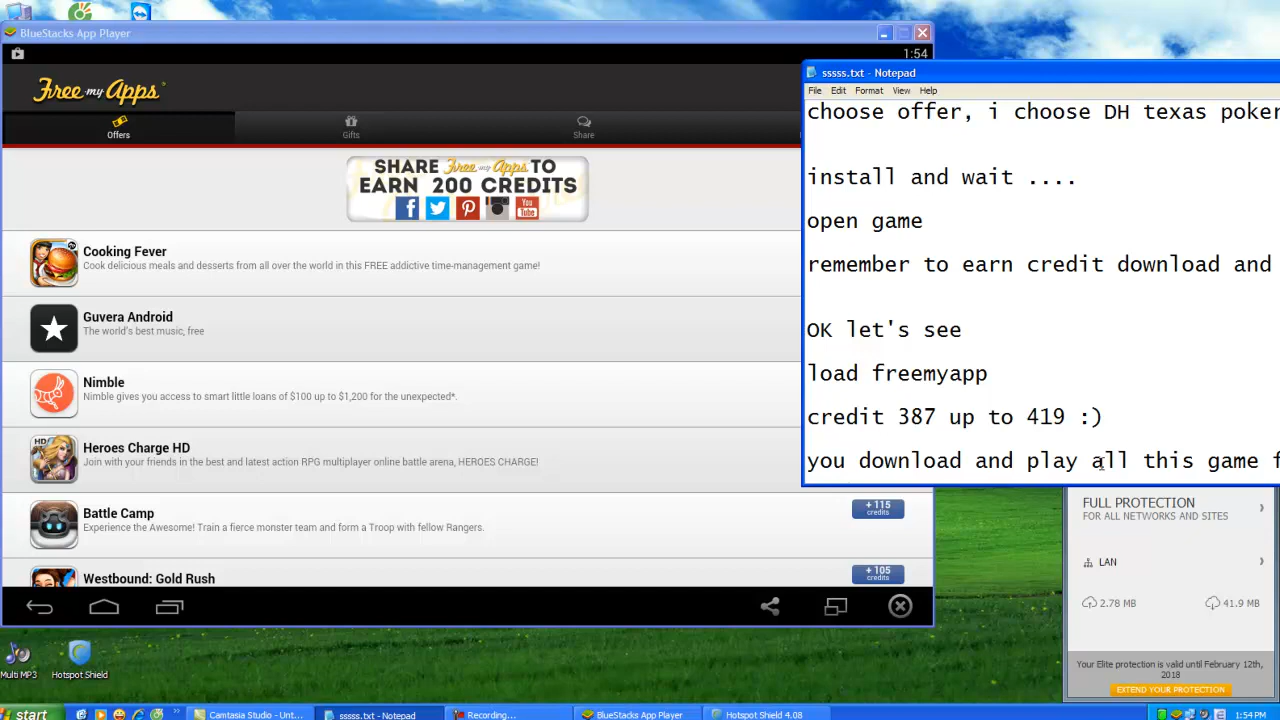 BlueStacks App Player
1:54
Free my Apps
Offers
Gifts
Share
SHARE Free my Apps TO
EARN 200 CREDITS
You
Tube
Cooking Fever
Cook delicious meals and desserts from all over the world in this FREE addictive time-management game!
Guvera Android
The world's best music, free
Nimble
Nimble gives you access to smart little loans of $100 up to $1,200 for the unexpected*.
HD
Heroes Charge HD
Join with your friends in the best and latest action RPG multiplayer online battle arena, HEROES CHARGE!
Battle Camp
Experience the Awesome! Train a fierce monster team and form a Troop with fellow Rangers.
+ 115
credits
Westbound: Gold Rush
+ 105
credits
sssss.txt - Notepad
File Edit Format View Help
choose offer, i choose DH texas poker
install and wait ....
open game
remember to earn credit download and
OK let's see
load freemyapp
credit 387 up to 419 :)
you download and play all this game f
FULL PROTECTION
FOR ALL NETWORKS AND SITES
LAN
2.78 MB
41.9 MB
Your Elite protection is valid until February 12th,
2018
EXTEND YOUR PROTECTION
Multi MP3
Hotspot Shield
start
Camtasia Studio - Unt...
sssss.txt - Notepad
Recording...
BlueStacks App Player
Hotspot Shield 4.08
1:54 PM